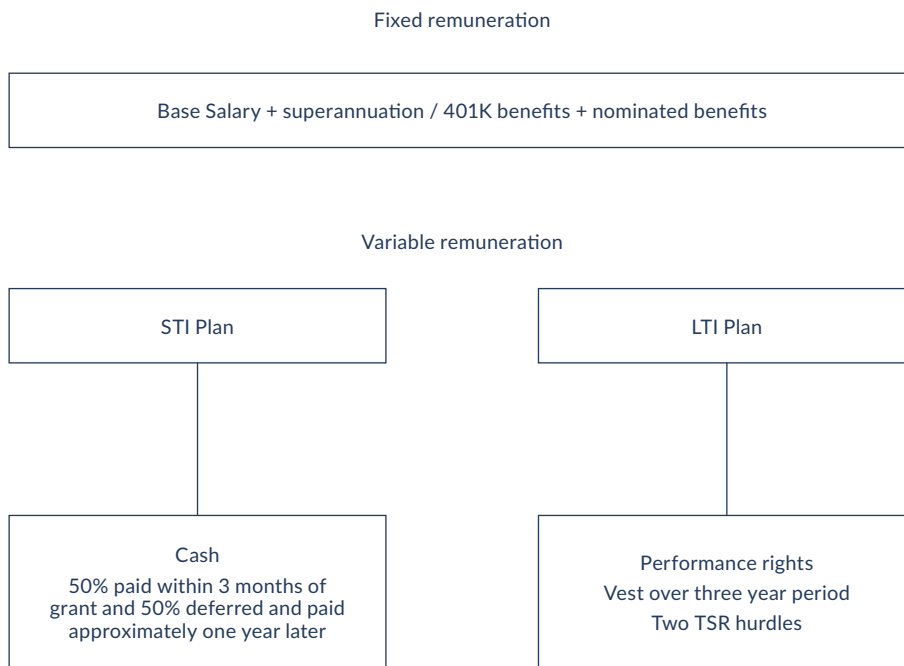 Fixed remuneration
Base Salary + superannuation / 401K benefits + nominated benefits
Variable remuneration
STI Plan
LTI Plan
Cash
50% paid within 3 months of
grant and 50% deferred and paid
approximately one year later
Performance rights
Vest over three year period
Two TSR hurdles